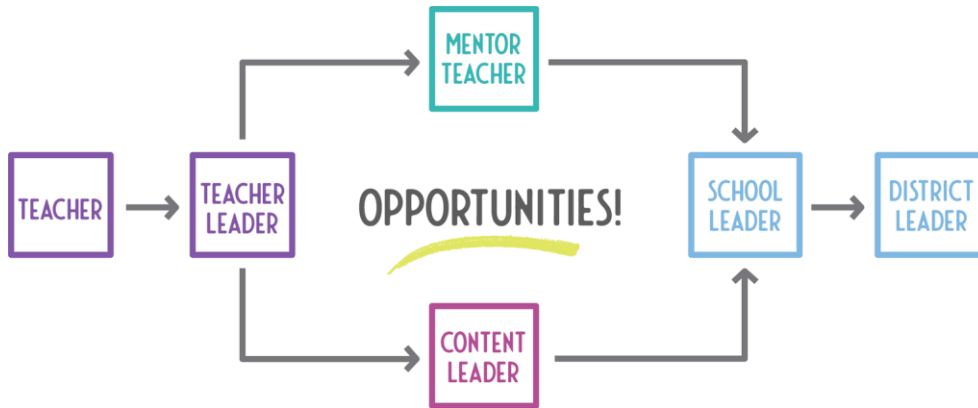 TEACHER
TEACHER
LEADER
MENTOR
TEACHER
OPPORTUNITIES!
CONTENT
LEADER
SCHOOL
LEADER
DISTRICT
LEADER